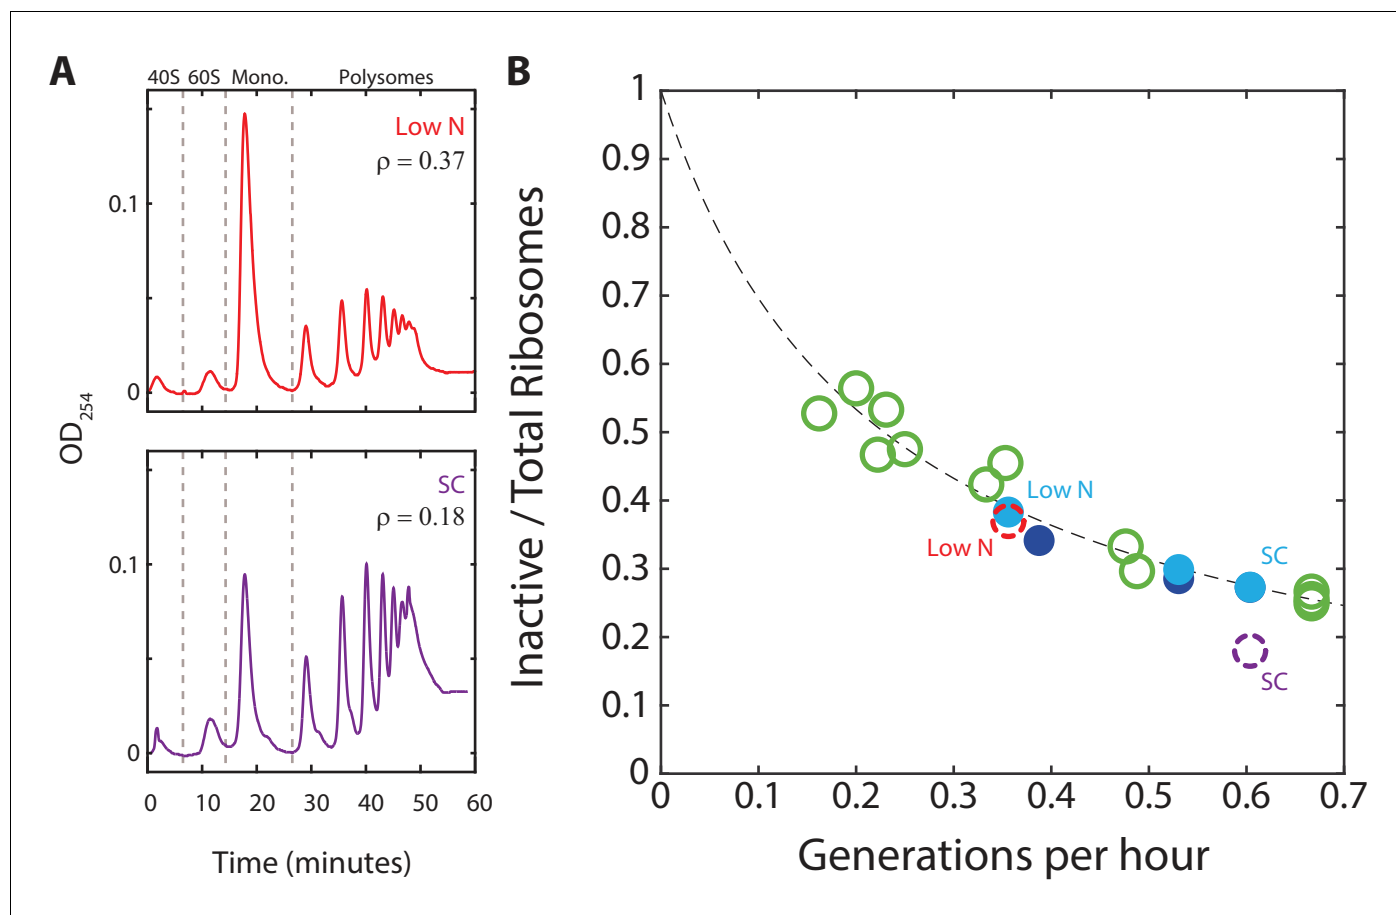 A
40S 60S Mono. Polysomes
Low N
ρ = 0.37
0.1
0
OD254
SC
ρ = 0.18
0.1
0
0 10 20 30 40 50 60
Time (minutes)
B
Inactive / Total Ribosomes
1
0.9
0.8
0.7
0.6
0.5
0.4
0.3
0.2
0.1
0
Low N
Low N
SC
SC
0 0.1 0.2 0.3 0.4 0.5 0.6 0.7
Generations per hour